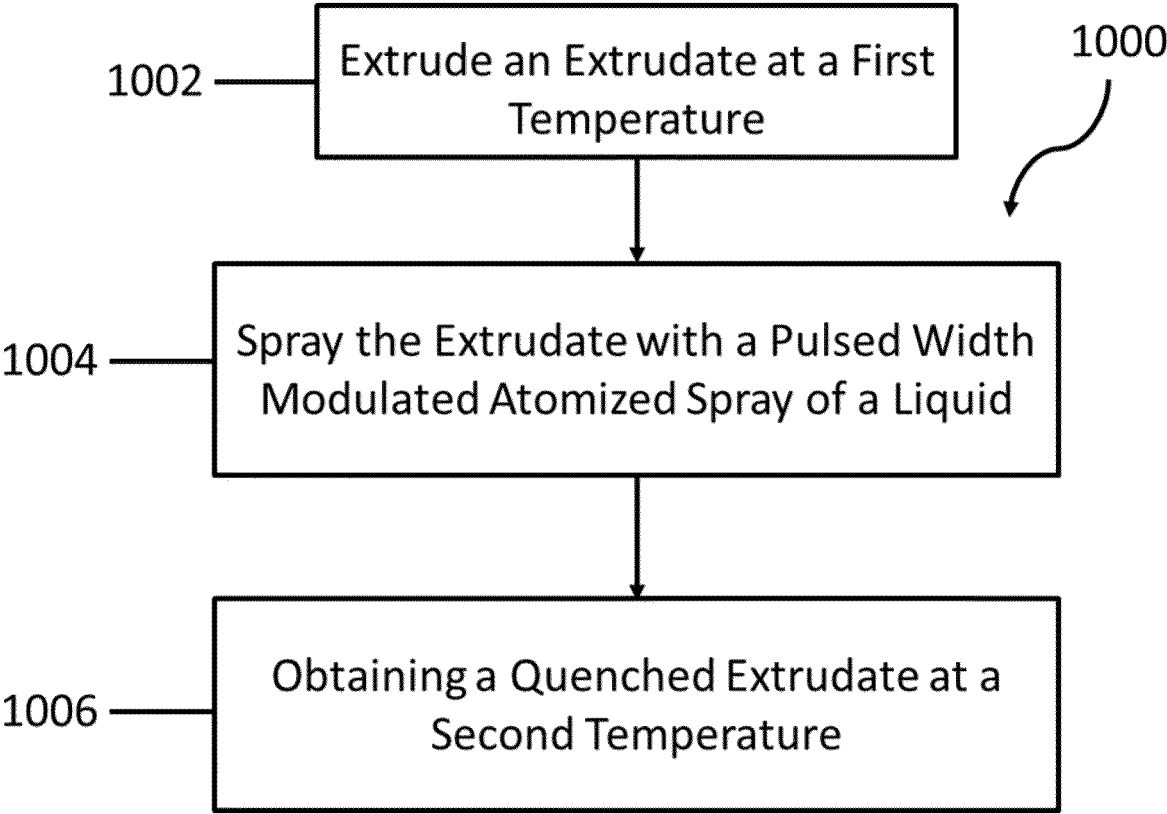 1000
1002
Extrude an Extrudate at a First
Temperature
1004
Spray the Extrudate with a Pulsed Width
Modulated Atomized Spray of a Liquid
1006
Obtaining a Quenched Extrudate at a
Second Temperature